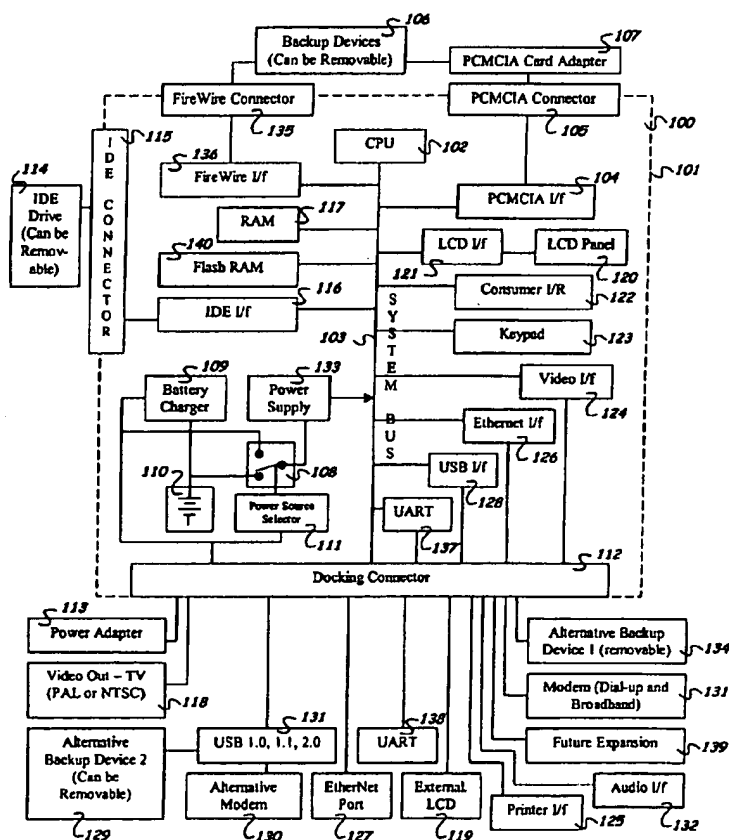 106
Backup Devices
(Can be Removable)
107
PCMCIA Card Adapter
FireWire Connector
135
PCMCIA Connector
105
100
101
115
IDE CONNECTOR
114
IDE
Drive
(Can be
Remov-
able)
CPU
102
136
FireWire I/f
104
PCMCIA I/f
117
RAM
LCD I/f
121
LCD Panel
120
140
Flash RAM
116
IDE I/f
Consumer I/R
122
103
SYSTEM BUS
Keypad
123
109
Battery
Charger
133
Power
Supply
Video I/f
124
Ethernet I/f
126
108
USB I/f
128
110
Power Source
Selector
111
UART
137
112
Docking Connector
113
Power Adapter
Alternative Backup
Device 1 (removable)
134
Video Out – TV
(PAL or NTSC)
118
Modem (Dial-up and
Broadband)
131
131
USB 1.0, 1.1, 2.0
138
UART
Future Expansion
139
Alternative
Backup Device 2
(Can be
Removable)
129
Alternative
Modem
130
EtherNet
Port
127
External
LCD
119
Printer I/f
125
Audio I/f
132